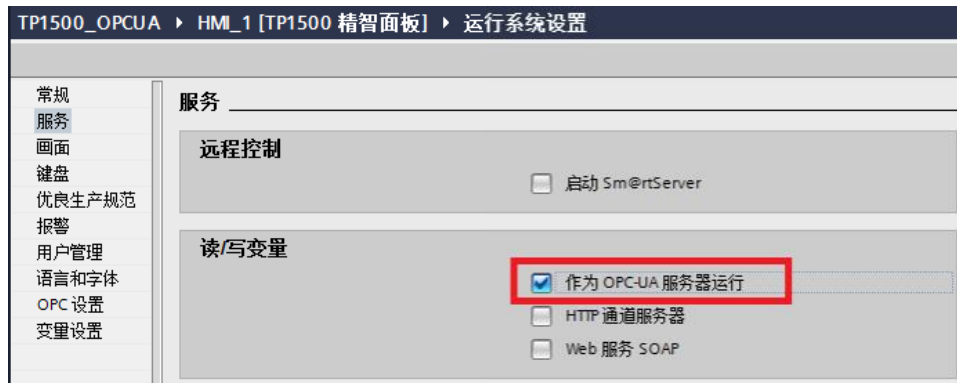 TP1500_OPCUA ▸ HMI_1 [TP1500 精智面板] ▸ 运行系统设置
常规
服务
画面
键盘
优良生产规范
报警
用户管理
语言和字体
OPC 设置
变量设置
服务
远程控制
启动 Sm@rtServer
读/写变量
作为 OPC-UA 服务器运行
HTTP 通道服务器
Web 服务 SOAP